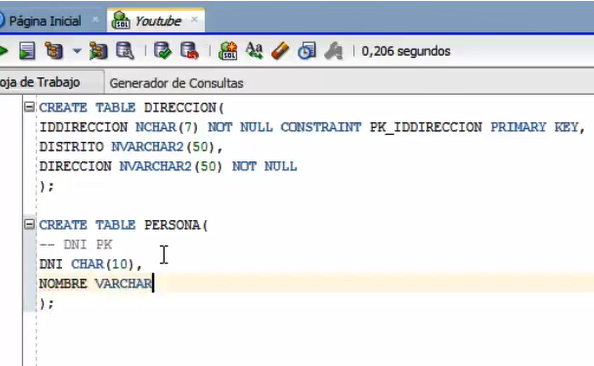 Página Inicial
Youtube
SQL
0,206 segundos
oja de Trabajo
Generador de Consultas
CREATE TABLE DIRECCION(
IDDIRECCION NCHAR(7) NOT NULL CONSTRAINT PK_IDDIRECCION PRIMARY KEY,
DISTRITO NVARCHAR2(50),
DIRECCION NVARCHAR2(50) NOT NULL
);
CREATE TABLE PERSONA(
-- DNI PK
DNI CHAR(10),
NOMBRE VARCHAR
);